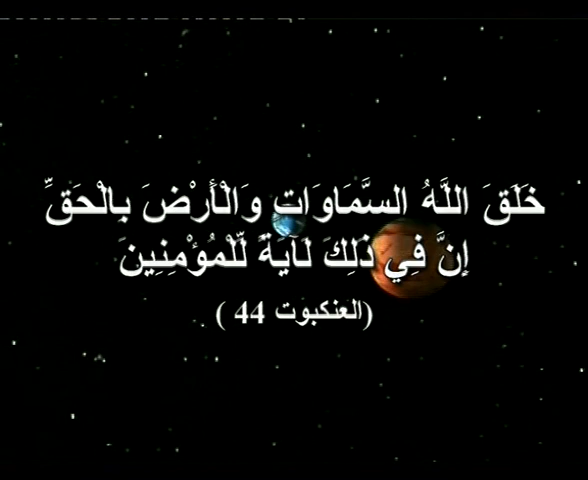 خَلَقَ اللَّهُ السَّمَاوَاتِ وَالْأَرْضَ بِالْحَقِّ
إِنَّ فِي ذَلِكَ لَآيَةً لِّلْمُؤْمِنِينَ
(العنكبوت 44 )